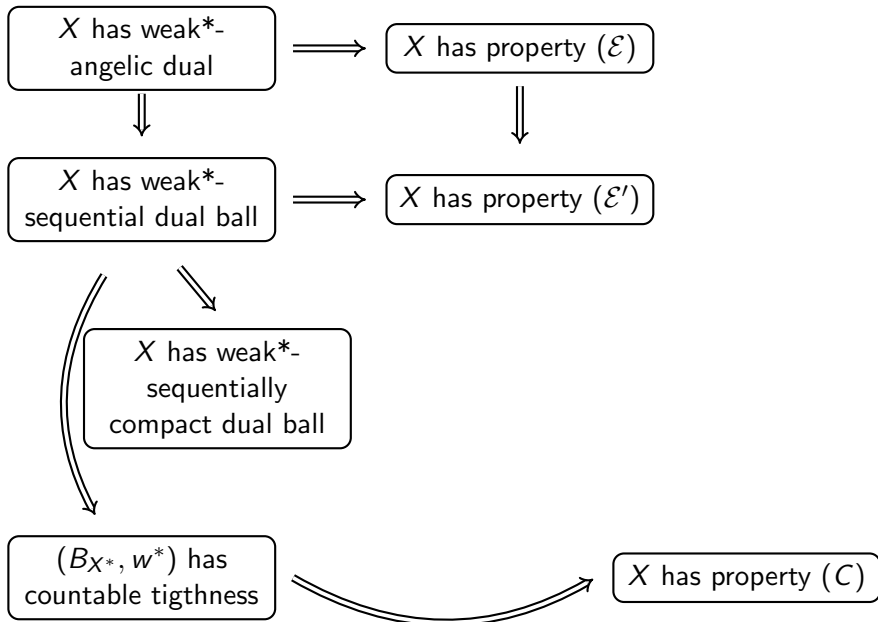 X has weak*-
angelic dual
X has property (ℰ)
X has weak*-
sequential dual ball
X has property (ℰ′)
X has weak*-
sequentially
compact dual ball
(B_{X*}, w*) has
countable tigthness
X has property (C)